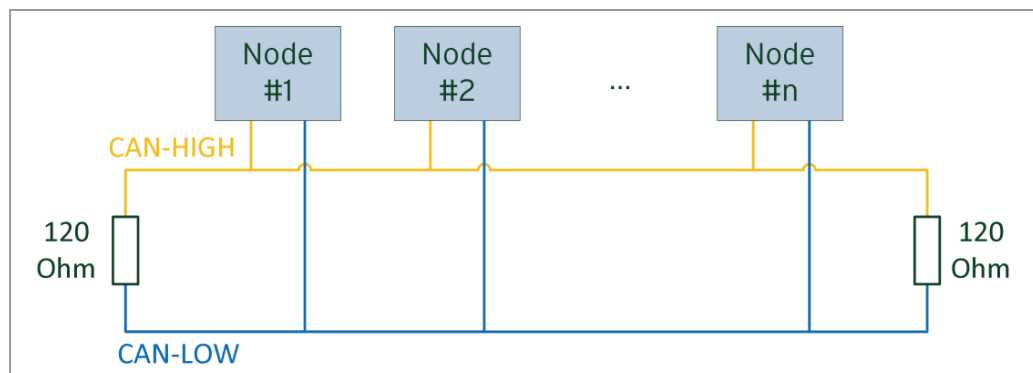 Node
#1
Node
#2
...
Node
#n
CAN-HIGH
120
Ohm
120
Ohm
CAN-LOW